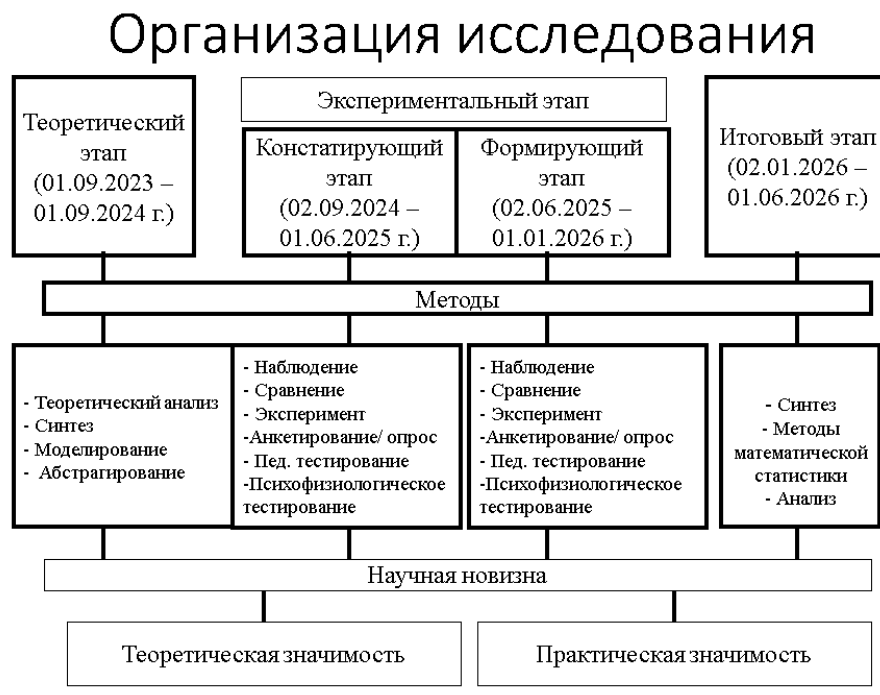 Организация исследования
Теоретический
этап
(01.09.2023 –
01.09.2024 г.)
Экспериментальный этап
Констатирующий
этап
(02.09.2024 –
01.06.2025 г.)
Формирующий
этап
(02.06.2025 –
01.01.2026 г.)
Итоговый этап
(02.01.2026 –
01.06.2026 г.)
Методы
- Теоретический анализ
- Синтез
- Моделирование
- Абстрагирование
- Наблюдение
- Сравнение
- Эксперимент
-Анкетирование/ опрос
- Пед. тестирование
-Психофизиологическое
тестирование
- Наблюдение
- Сравнение
- Эксперимент
-Анкетирование/ опрос
- Пед. тестирование
-Психофизиологическое
тестирование
- Синтез
- Методы
математической
статистики
- Анализ
Научная новизна
Теоретическая значимость
Практическая значимость